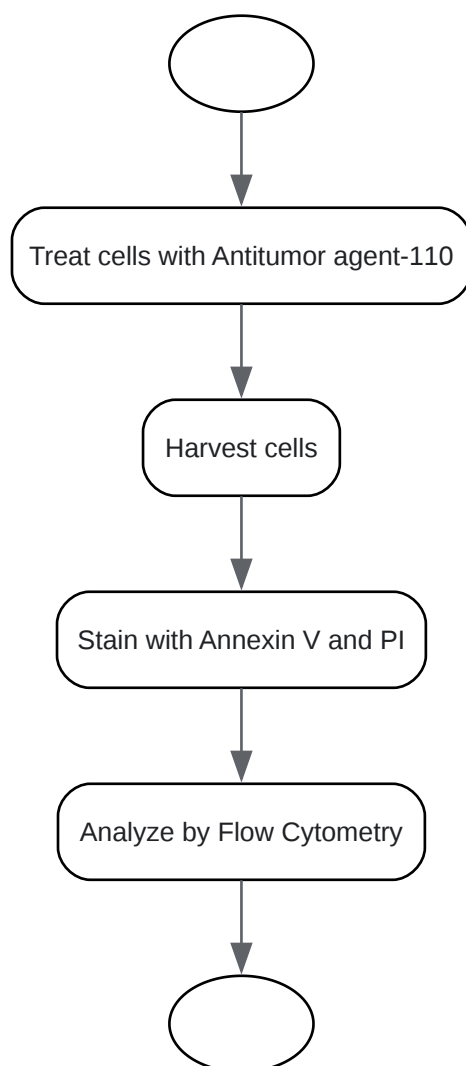 Treat cells with Antitumor agent-110
Harvest cells
Stain with Annexin V and PI
Analyze by Flow Cytometry